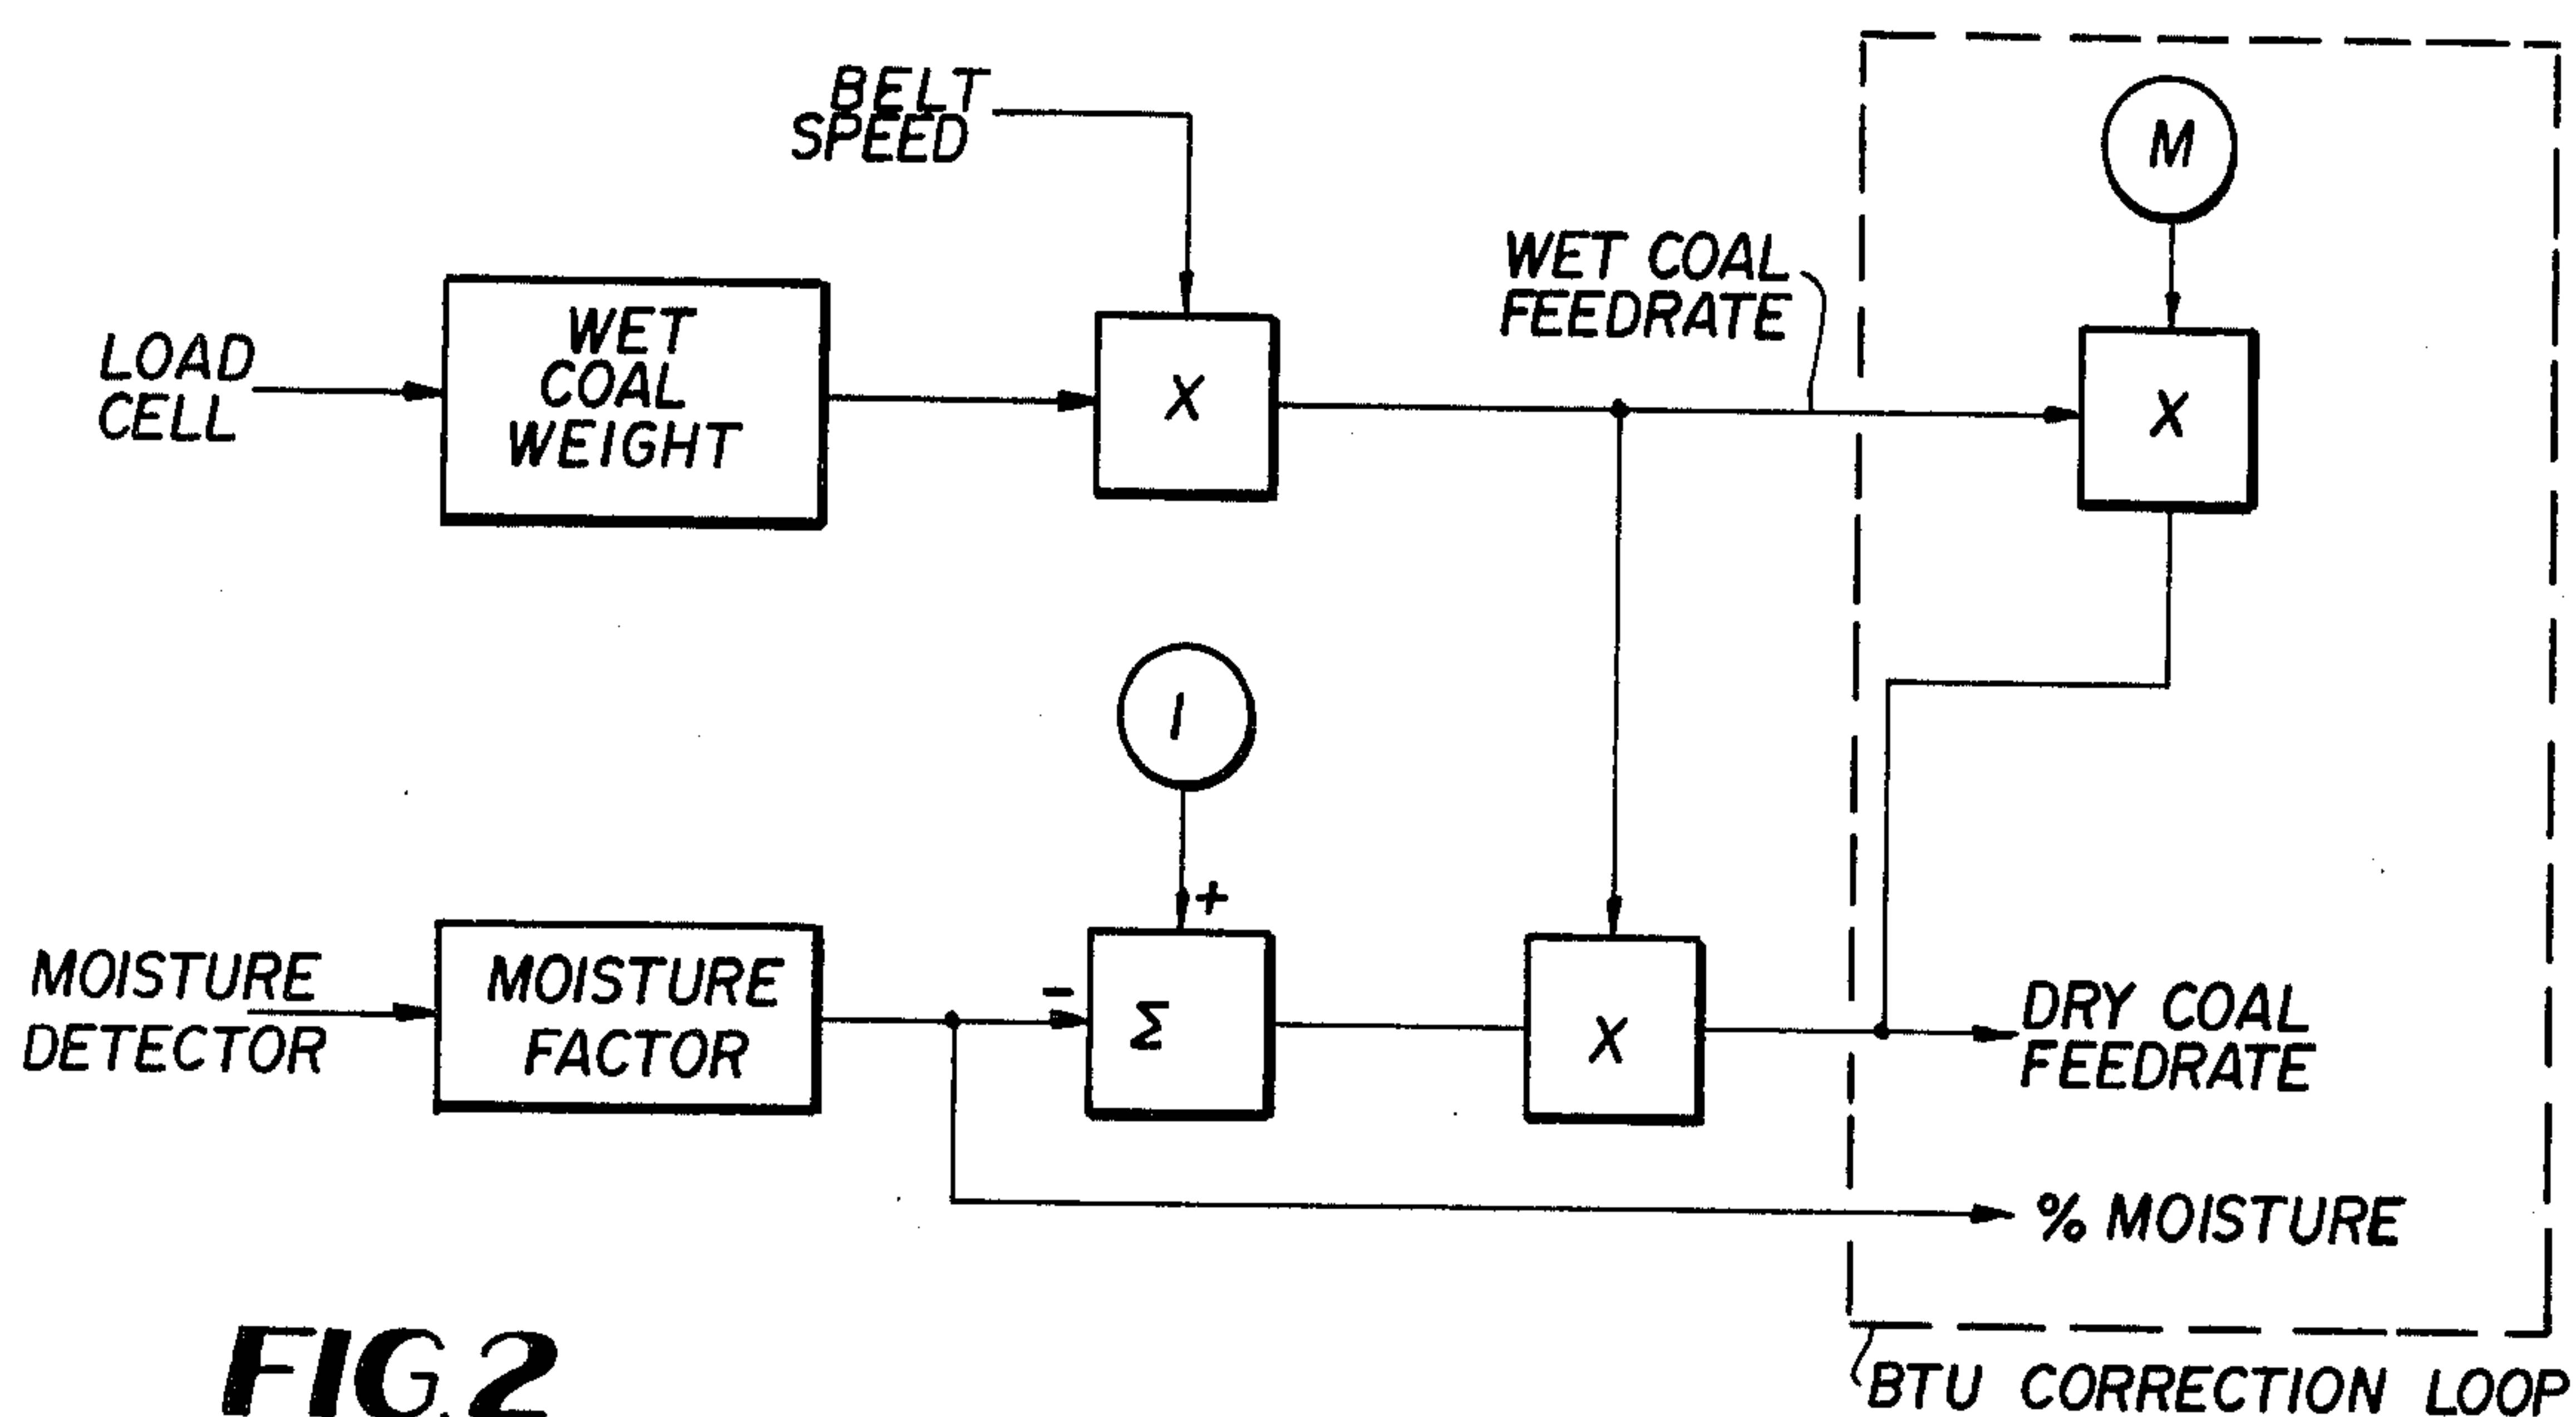 BELT
SPEED
M
WET COAL
FEEDRATE
LOAD
CELL
WET
COAL
WEIGHT
X
X
1
+
MOISTURE
DETECTOR
MOISTURE
FACTOR
-
Σ
X
DRY COAL
FEEDRATE
% MOISTURE
BTU CORRECTION LOOP
FIG.2